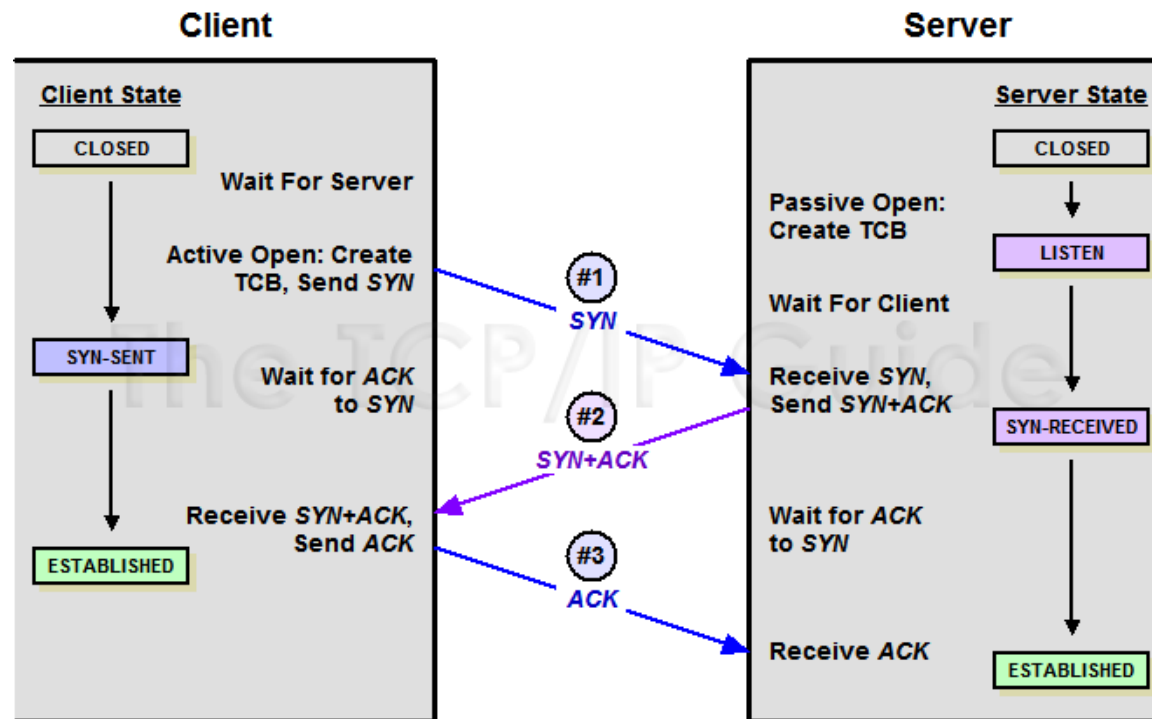 Client
Server
Client State
CLOSED
Wait For Server
Active Open: Create
TCB, Send SYN
SYN-SENT
Wait for ACK
to SYN
Receive SYN+ACK,
Send ACK
ESTABLISHED
#1
SYN
#2
SYN+ACK
#3
ACK
Server State
CLOSED
Passive Open:
Create TCB
LISTEN
Wait For Client
Receive SYN,
Send SYN+ACK
SYN-RECEIVED
Wait for ACK
to SYN
Receive ACK
ESTABLISHED
The TCP/IP Guide